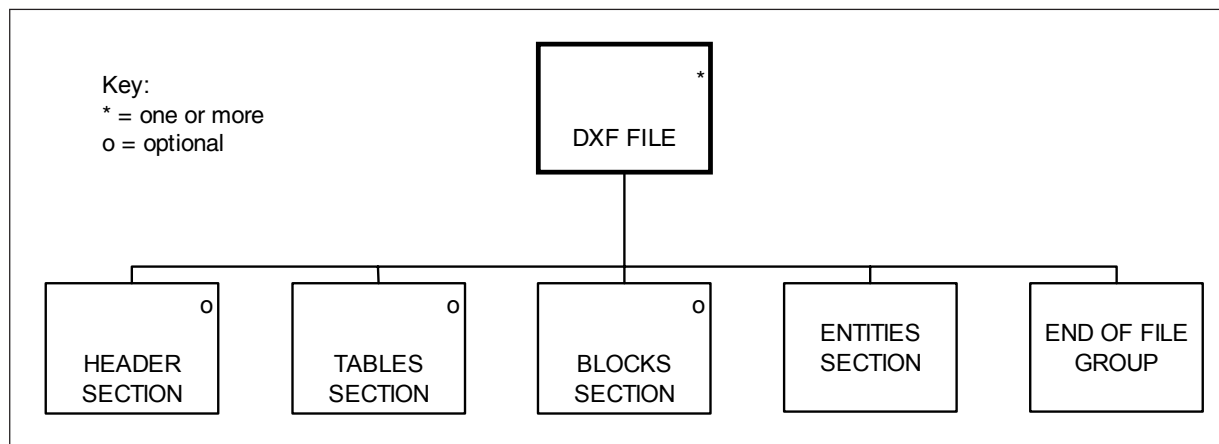 Key:
* = one or more
o = optional
*
DXF FILE
o
HEADER
SECTION
o
TABLES
SECTION
o
BLOCKS
SECTION
ENTITIES
SECTION
END OF FILE
GROUP